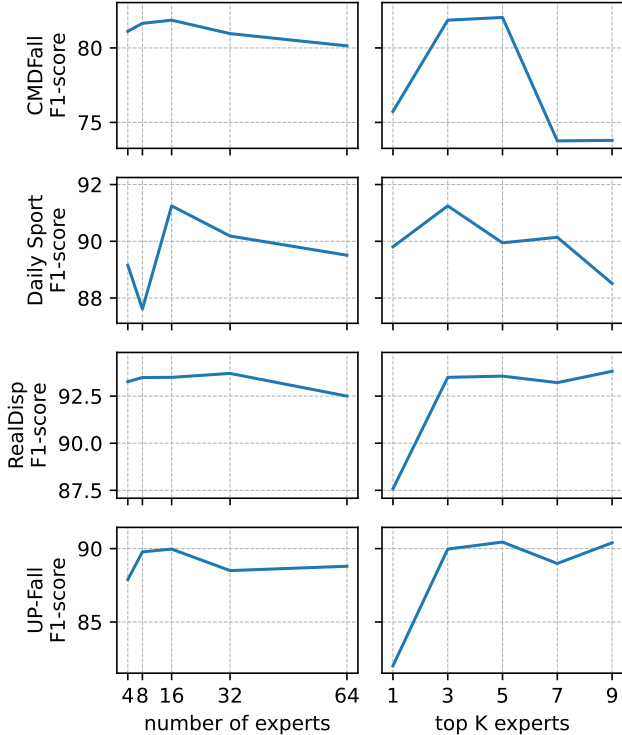 CMDFall
F1-score
80
75
Daily Sport
F1-score
92
90
88
RealDisp
F1-score
92.5
90.0
87.5
UP-Fall
F1-score
90
85
4 8 16 32 64
number of experts
1 3 5 7 9
top K experts